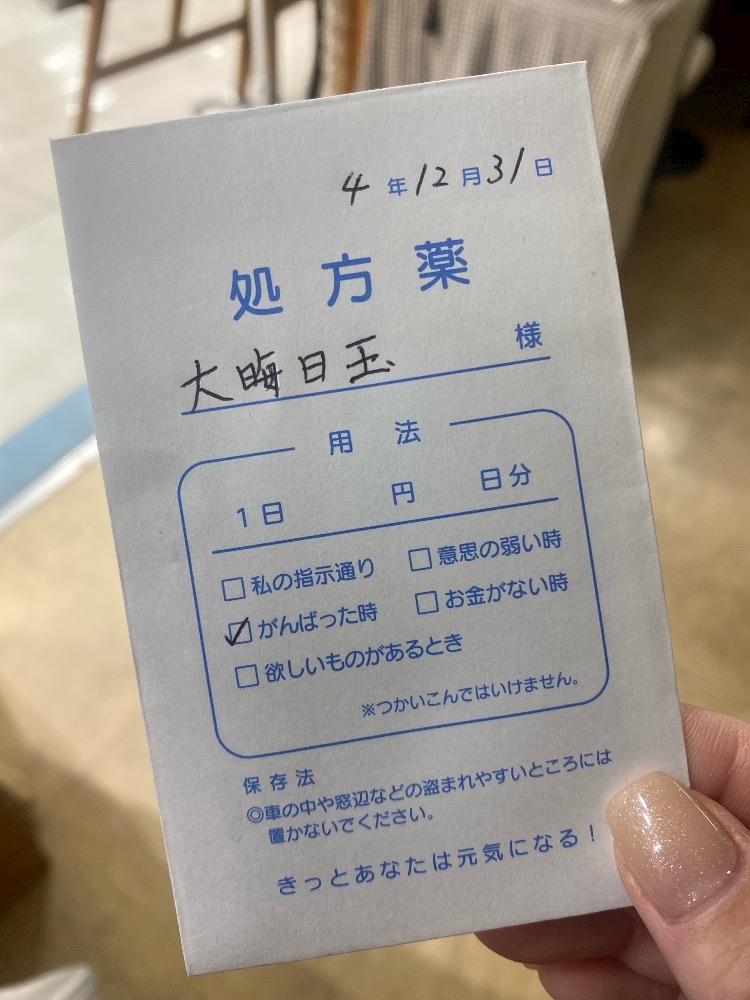 4年12月31日
処方薬
大晦日玉 様
用法
1日 円 日分
□私の指示通り □意思の弱い時
☑がんばった時 □お金がない時
□欲しいものがあるとき
※つかいこんではいけません。
保存法
◎車の中や窓辺などの盗まれやすいところには
置かないでください。
きっとあなたは元気になる！